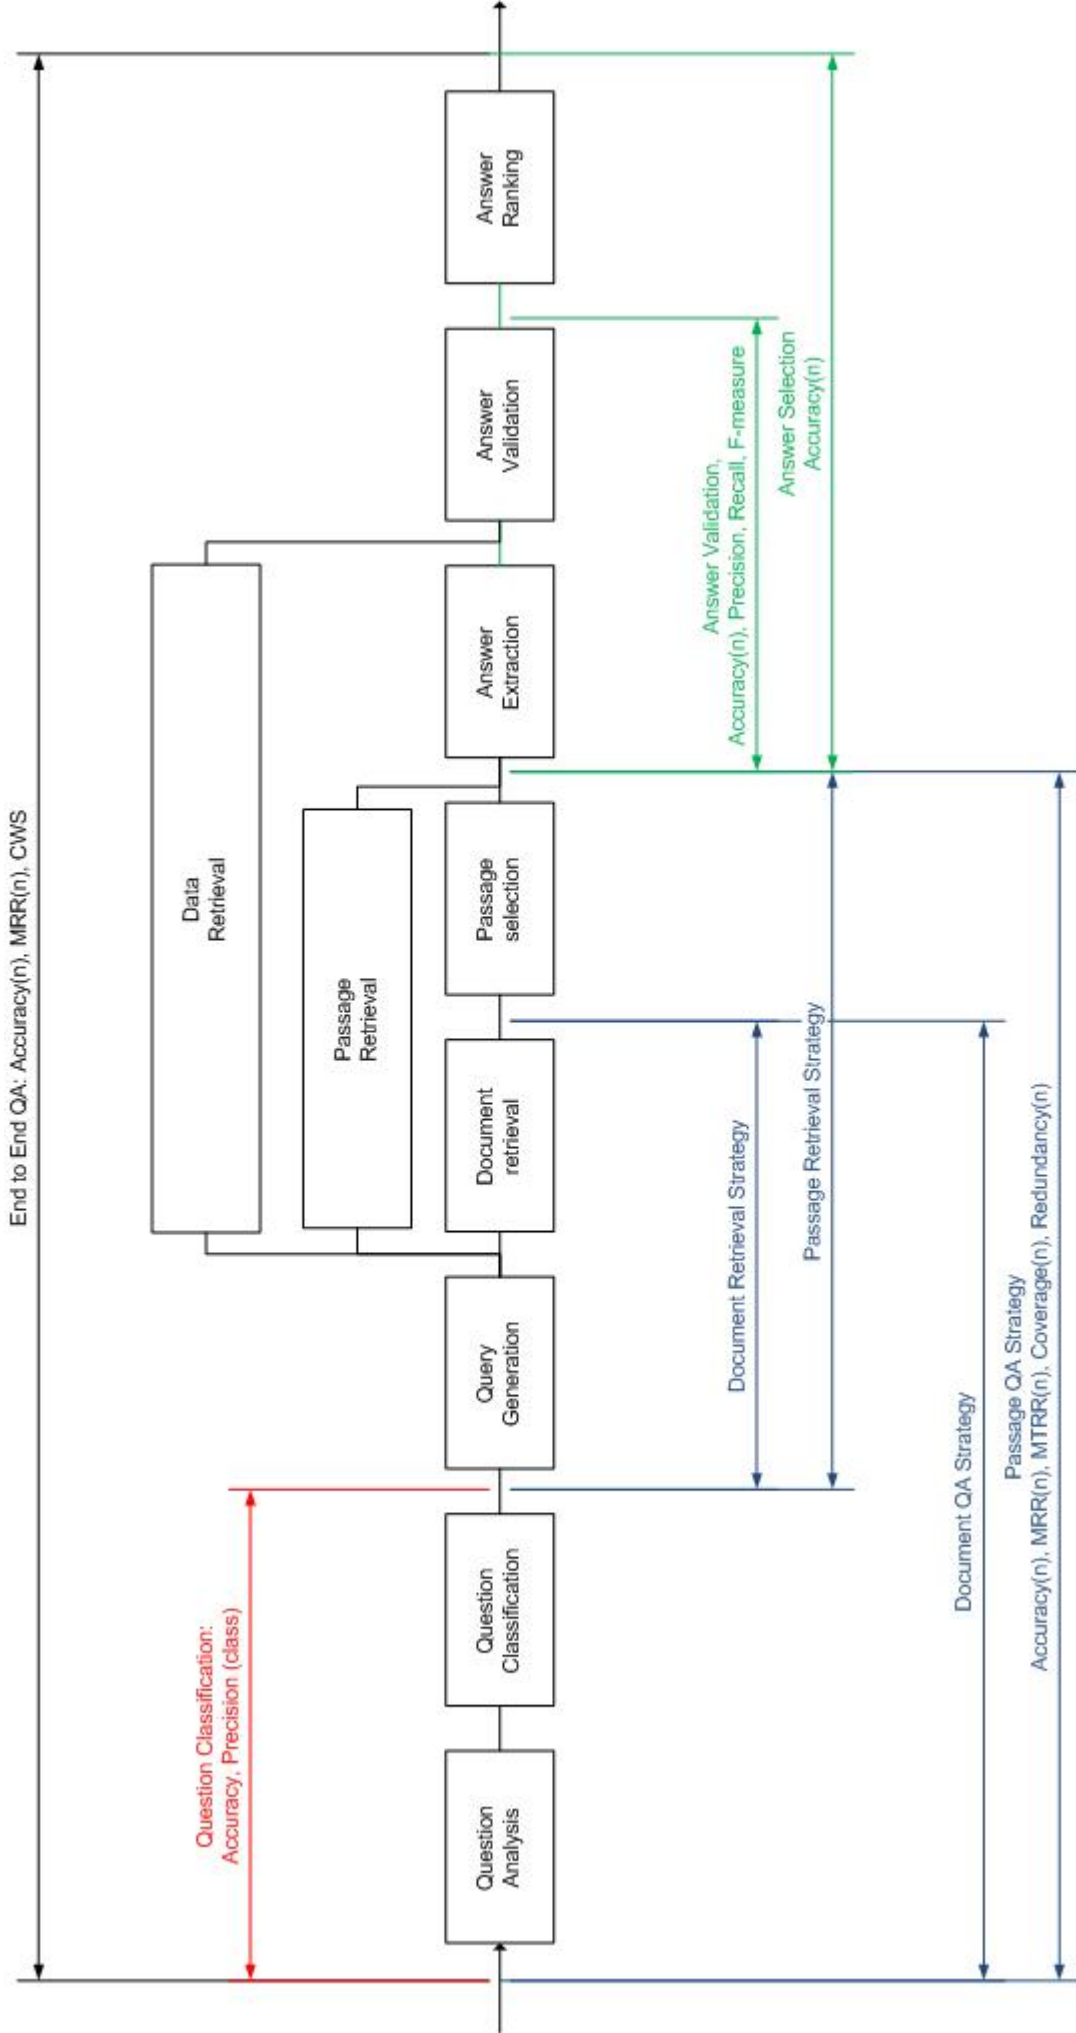 End to End QA: Accuracy(n), MRR(n), CWS
Question Classification:
Accuracy, Precision (class)
Data
Retrieval
Passage
Retrieval
Question
Analysis
Question
Classification
Query
Generation
Document
retrieval
Passage
selection
Answer
Extraction
Answer
Validation
Answer
Ranking
Answer Validation,
Accuracy(n), Precision, Recall, F-measure
Answer Selection
Accuracy(n)
Document Retrieval Strategy
Passage Retrieval Strategy
Document QA Strategy
Passage QA Strategy
Accuracy(n), MRR(n), MTRR(n), Coverage(n), Redundancy(n)